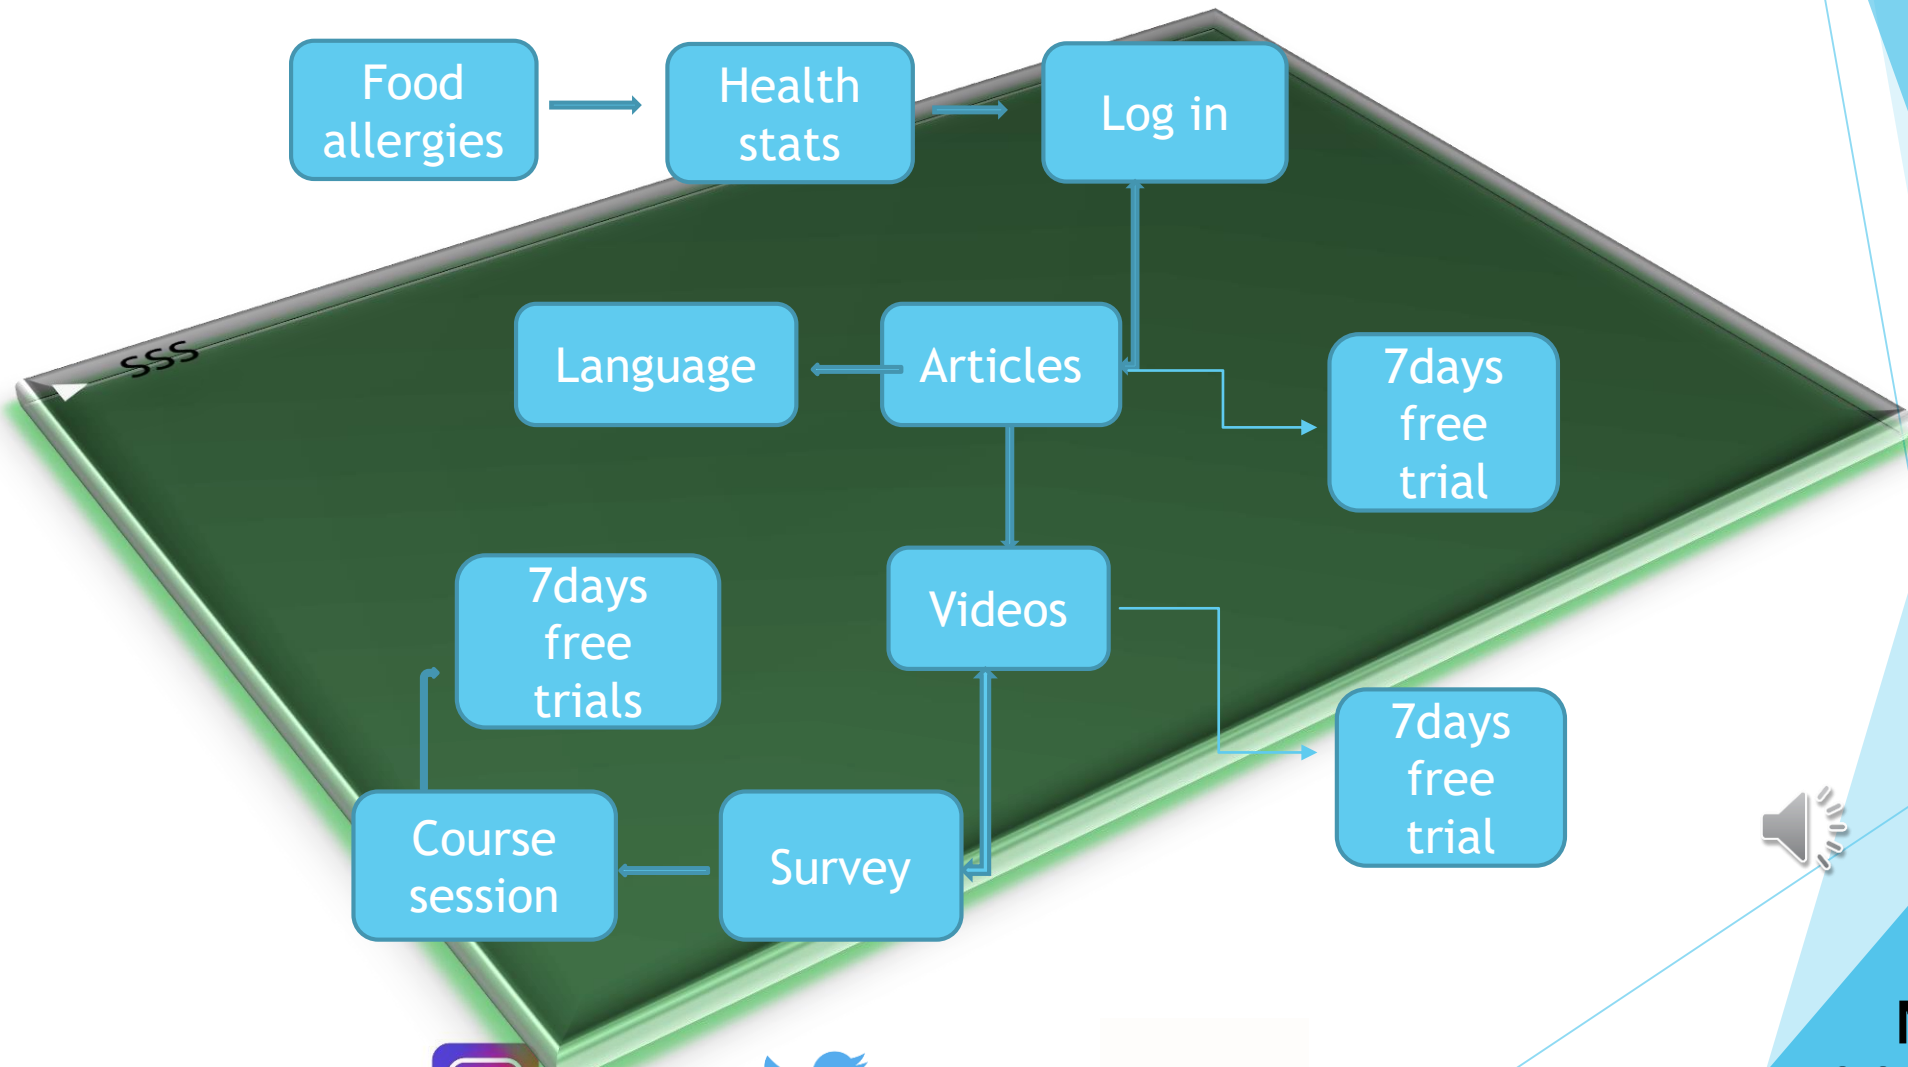 Food
allergies
Health
stats
Log in
sss
Language
Articles
7days
free
trial
7days
free
trials
Videos
7days
free
trial
Course
session
Survey